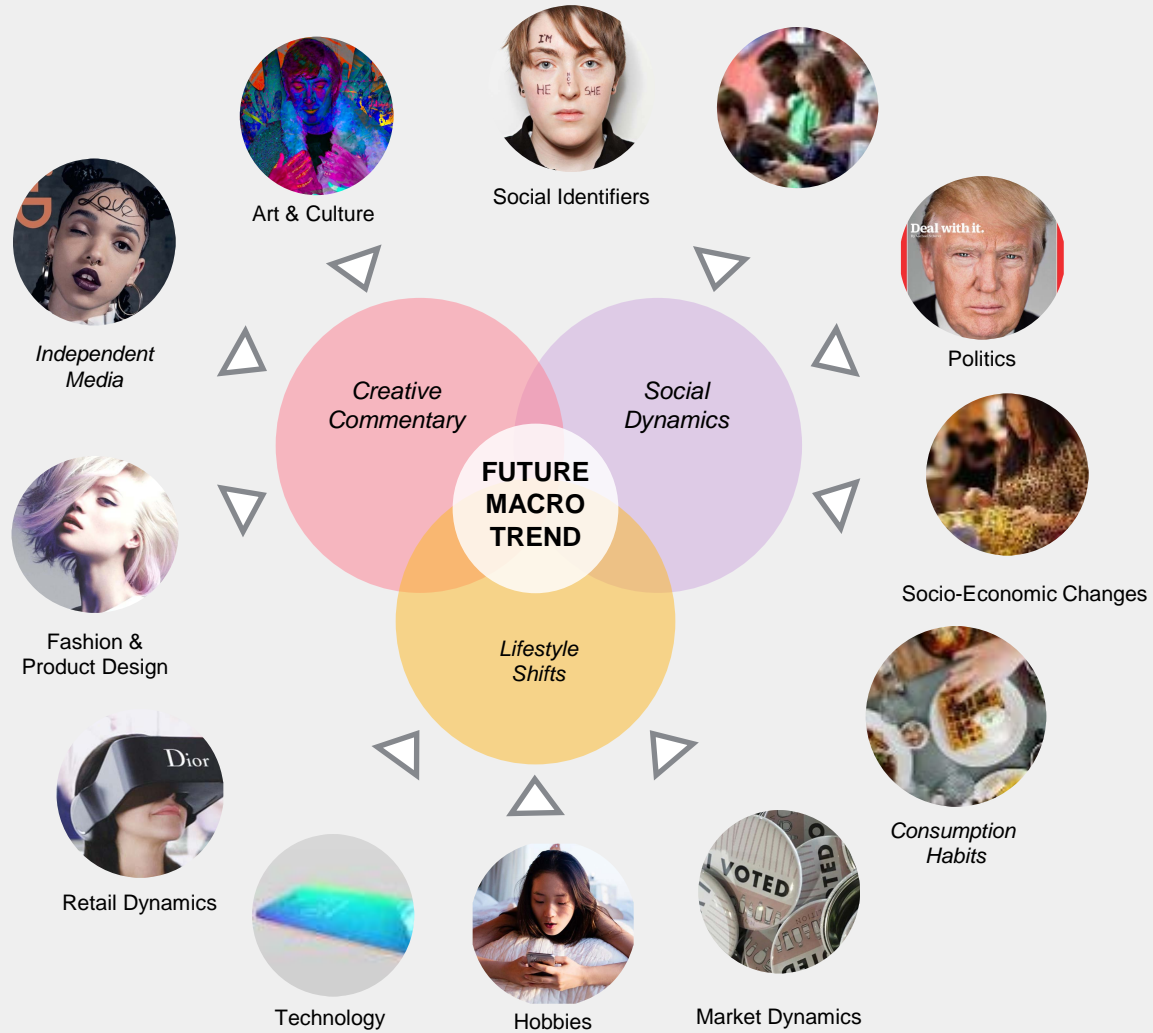 I'M
HE
SHE
Art & Culture
Social Identifiers
LOVE
Deal with it.
Independent
Media
Politics
Creative
Commentary
Social
Dynamics
FUTURE
MACRO
TREND
Fashion &
Product Design
Socio-Economic Changes
Lifestyle
Shifts
Dior
Consumption
Habits
I VOTED
Retail Dynamics
Technology
Hobbies
Market Dynamics